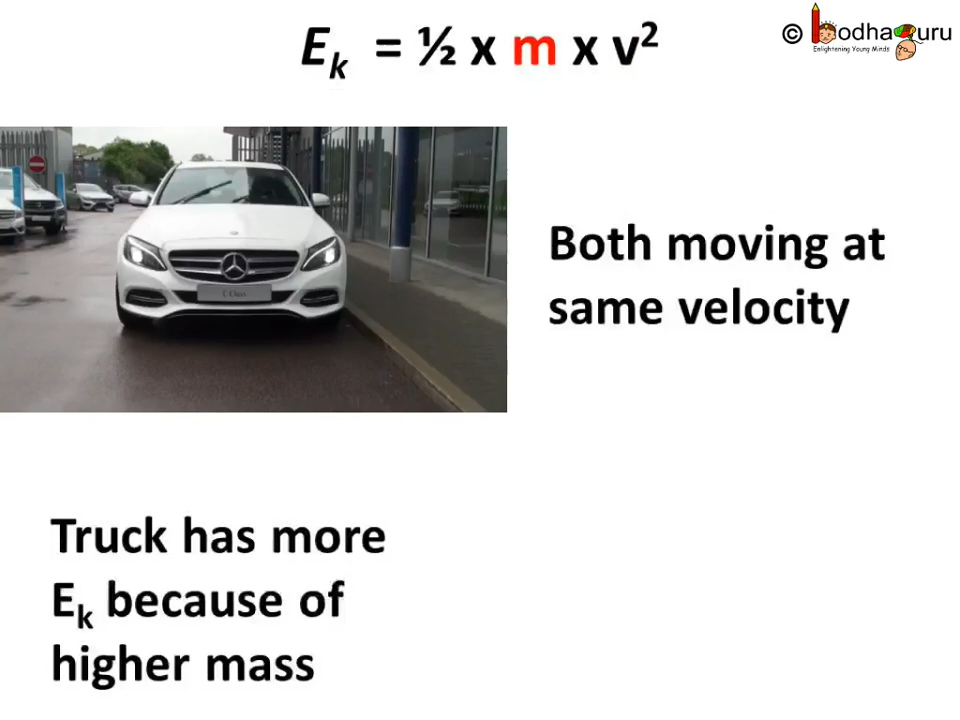 Ek = ½ x m x v²
© BodhaGuru
Enlightening Young Minds
C Class
Both moving at
same velocity
Truck has more
Ek because of
higher mass